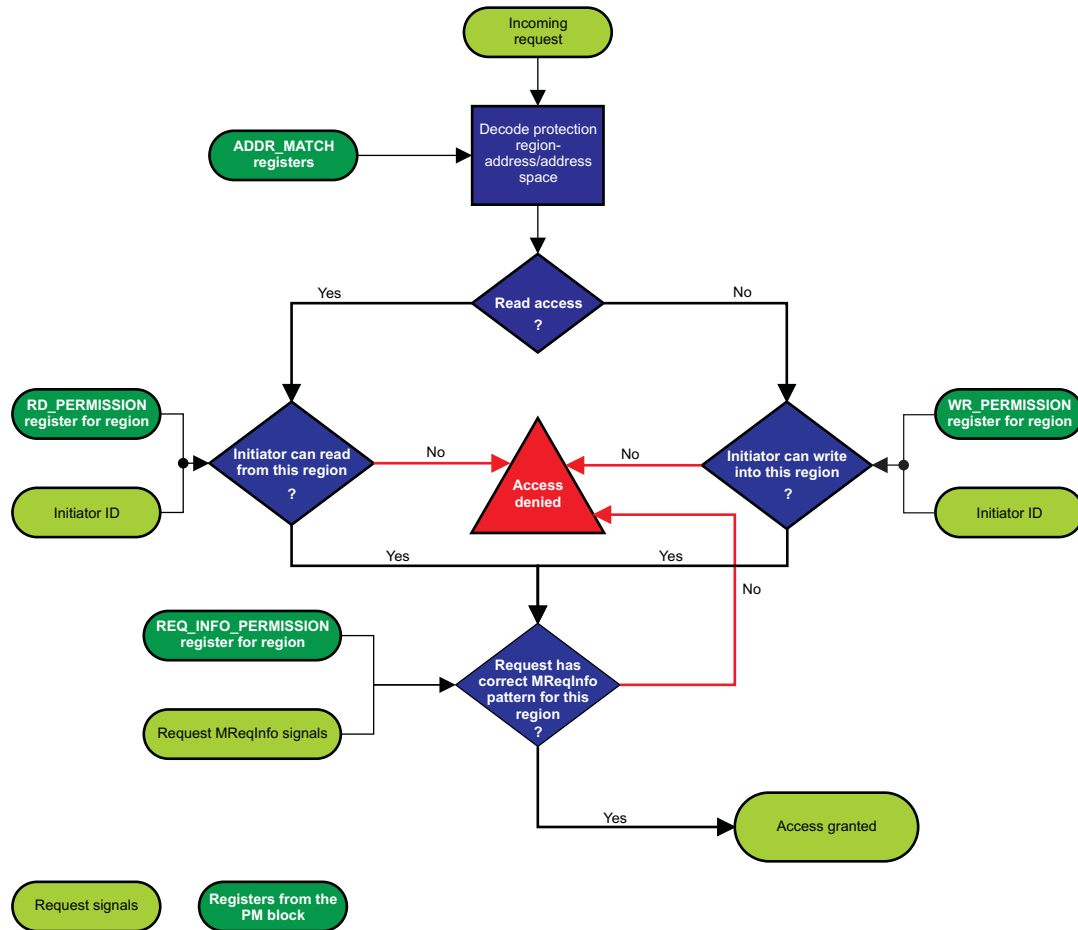 Incoming
request
ADDR_MATCH
registers
Decode protection
region-
address/address
space
Yes
No
Read access
?
RD_PERMISSION
register for region
WR_PERMISSION
register for region
Initiator can read
from this region
?
No
Access
denied
No
Initiator can write
into this region
?
Initiator ID
Initiator ID
Yes
Yes
No
REQ_INFO_PERMISSION
register for region
Request has
correct MReqInfo
pattern for this
region
?
Request MReqInfo signals
Yes
Access granted
Request signals
Registers from the
PM block